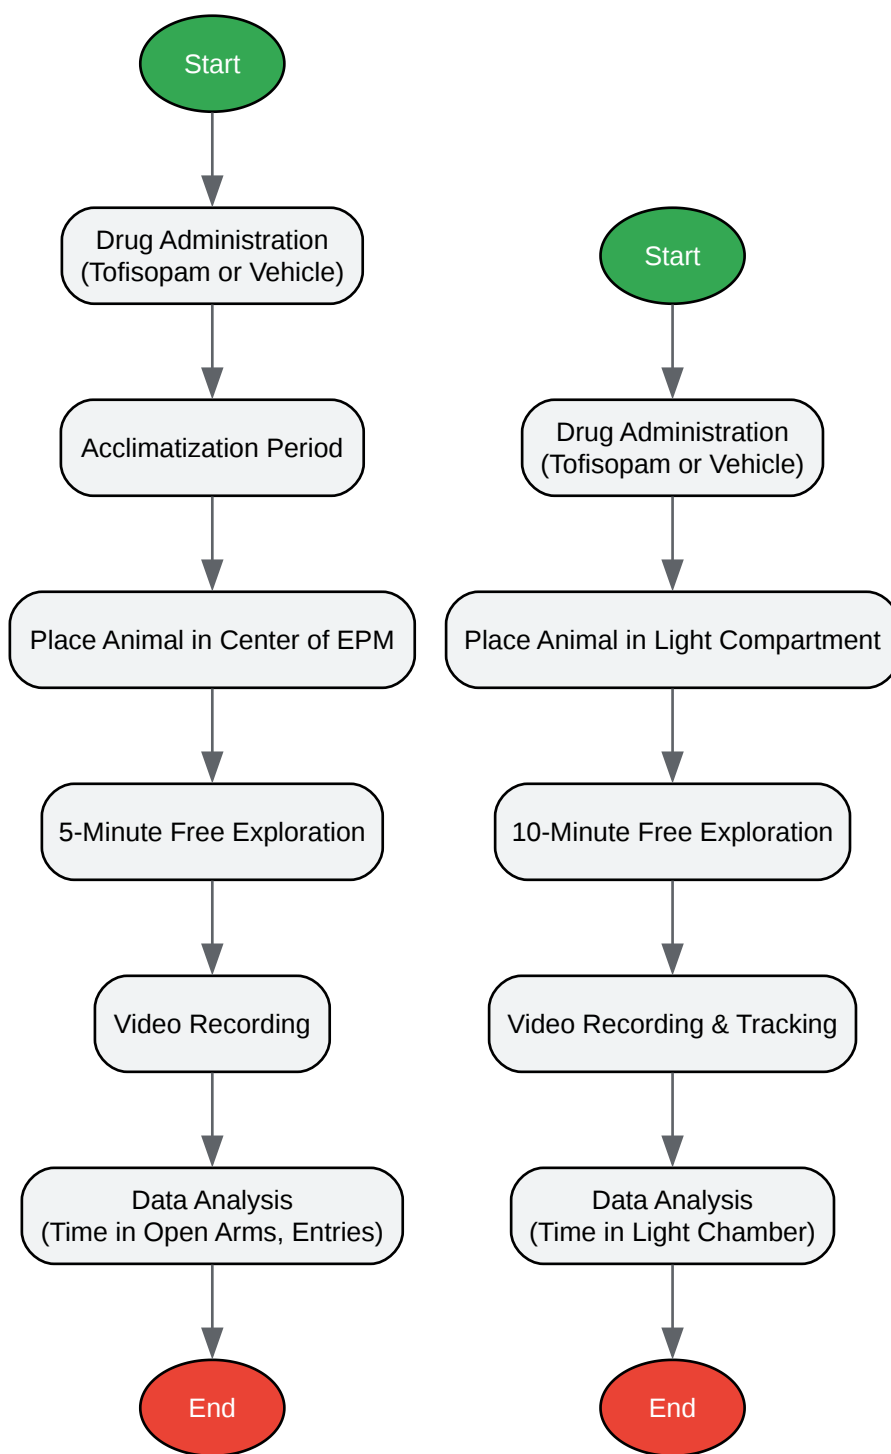 Start
Drug Administration
(Tofisopam or Vehicle)
Acclimatization Period
Place Animal in Center of EPM
5-Minute Free Exploration
Video Recording
Data Analysis
(Time in Open Arms, Entries)
End
Start
Drug Administration
(Tofisopam or Vehicle)
Place Animal in Light Compartment
10-Minute Free Exploration
Video Recording & Tracking
Data Analysis
(Time in Light Chamber)
End